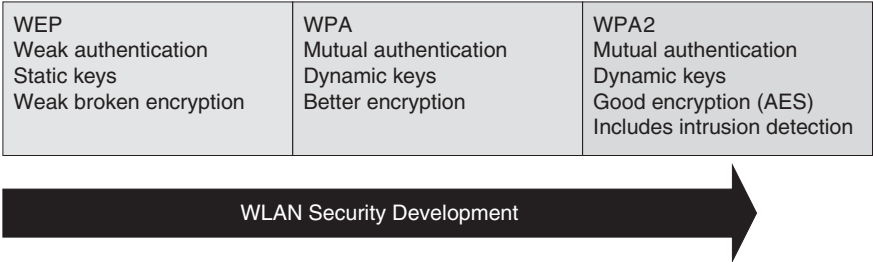 WEP
Weak authentication
Static keys
Weak broken encryption
WPA
Mutual authentication
Dynamic keys
Better encryption
WPA2
Mutual authentication
Dynamic keys
Good encryption (AES)
Includes intrusion detection
WLAN Security Development